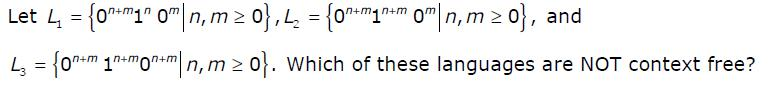 Let L₁ = {0ⁿ⁺ᵐ1ⁿ 0ᵐ| n, m ≥ 0}, L₂ = {0ⁿ⁺ᵐ1ⁿ⁺ᵐ 0ᵐ| n, m ≥ 0}, and
L₃ = {0ⁿ⁺ᵐ 1ⁿ⁺ᵐ0ⁿ⁺ᵐ| n, m ≥ 0}. Which of these languages are NOT context free?